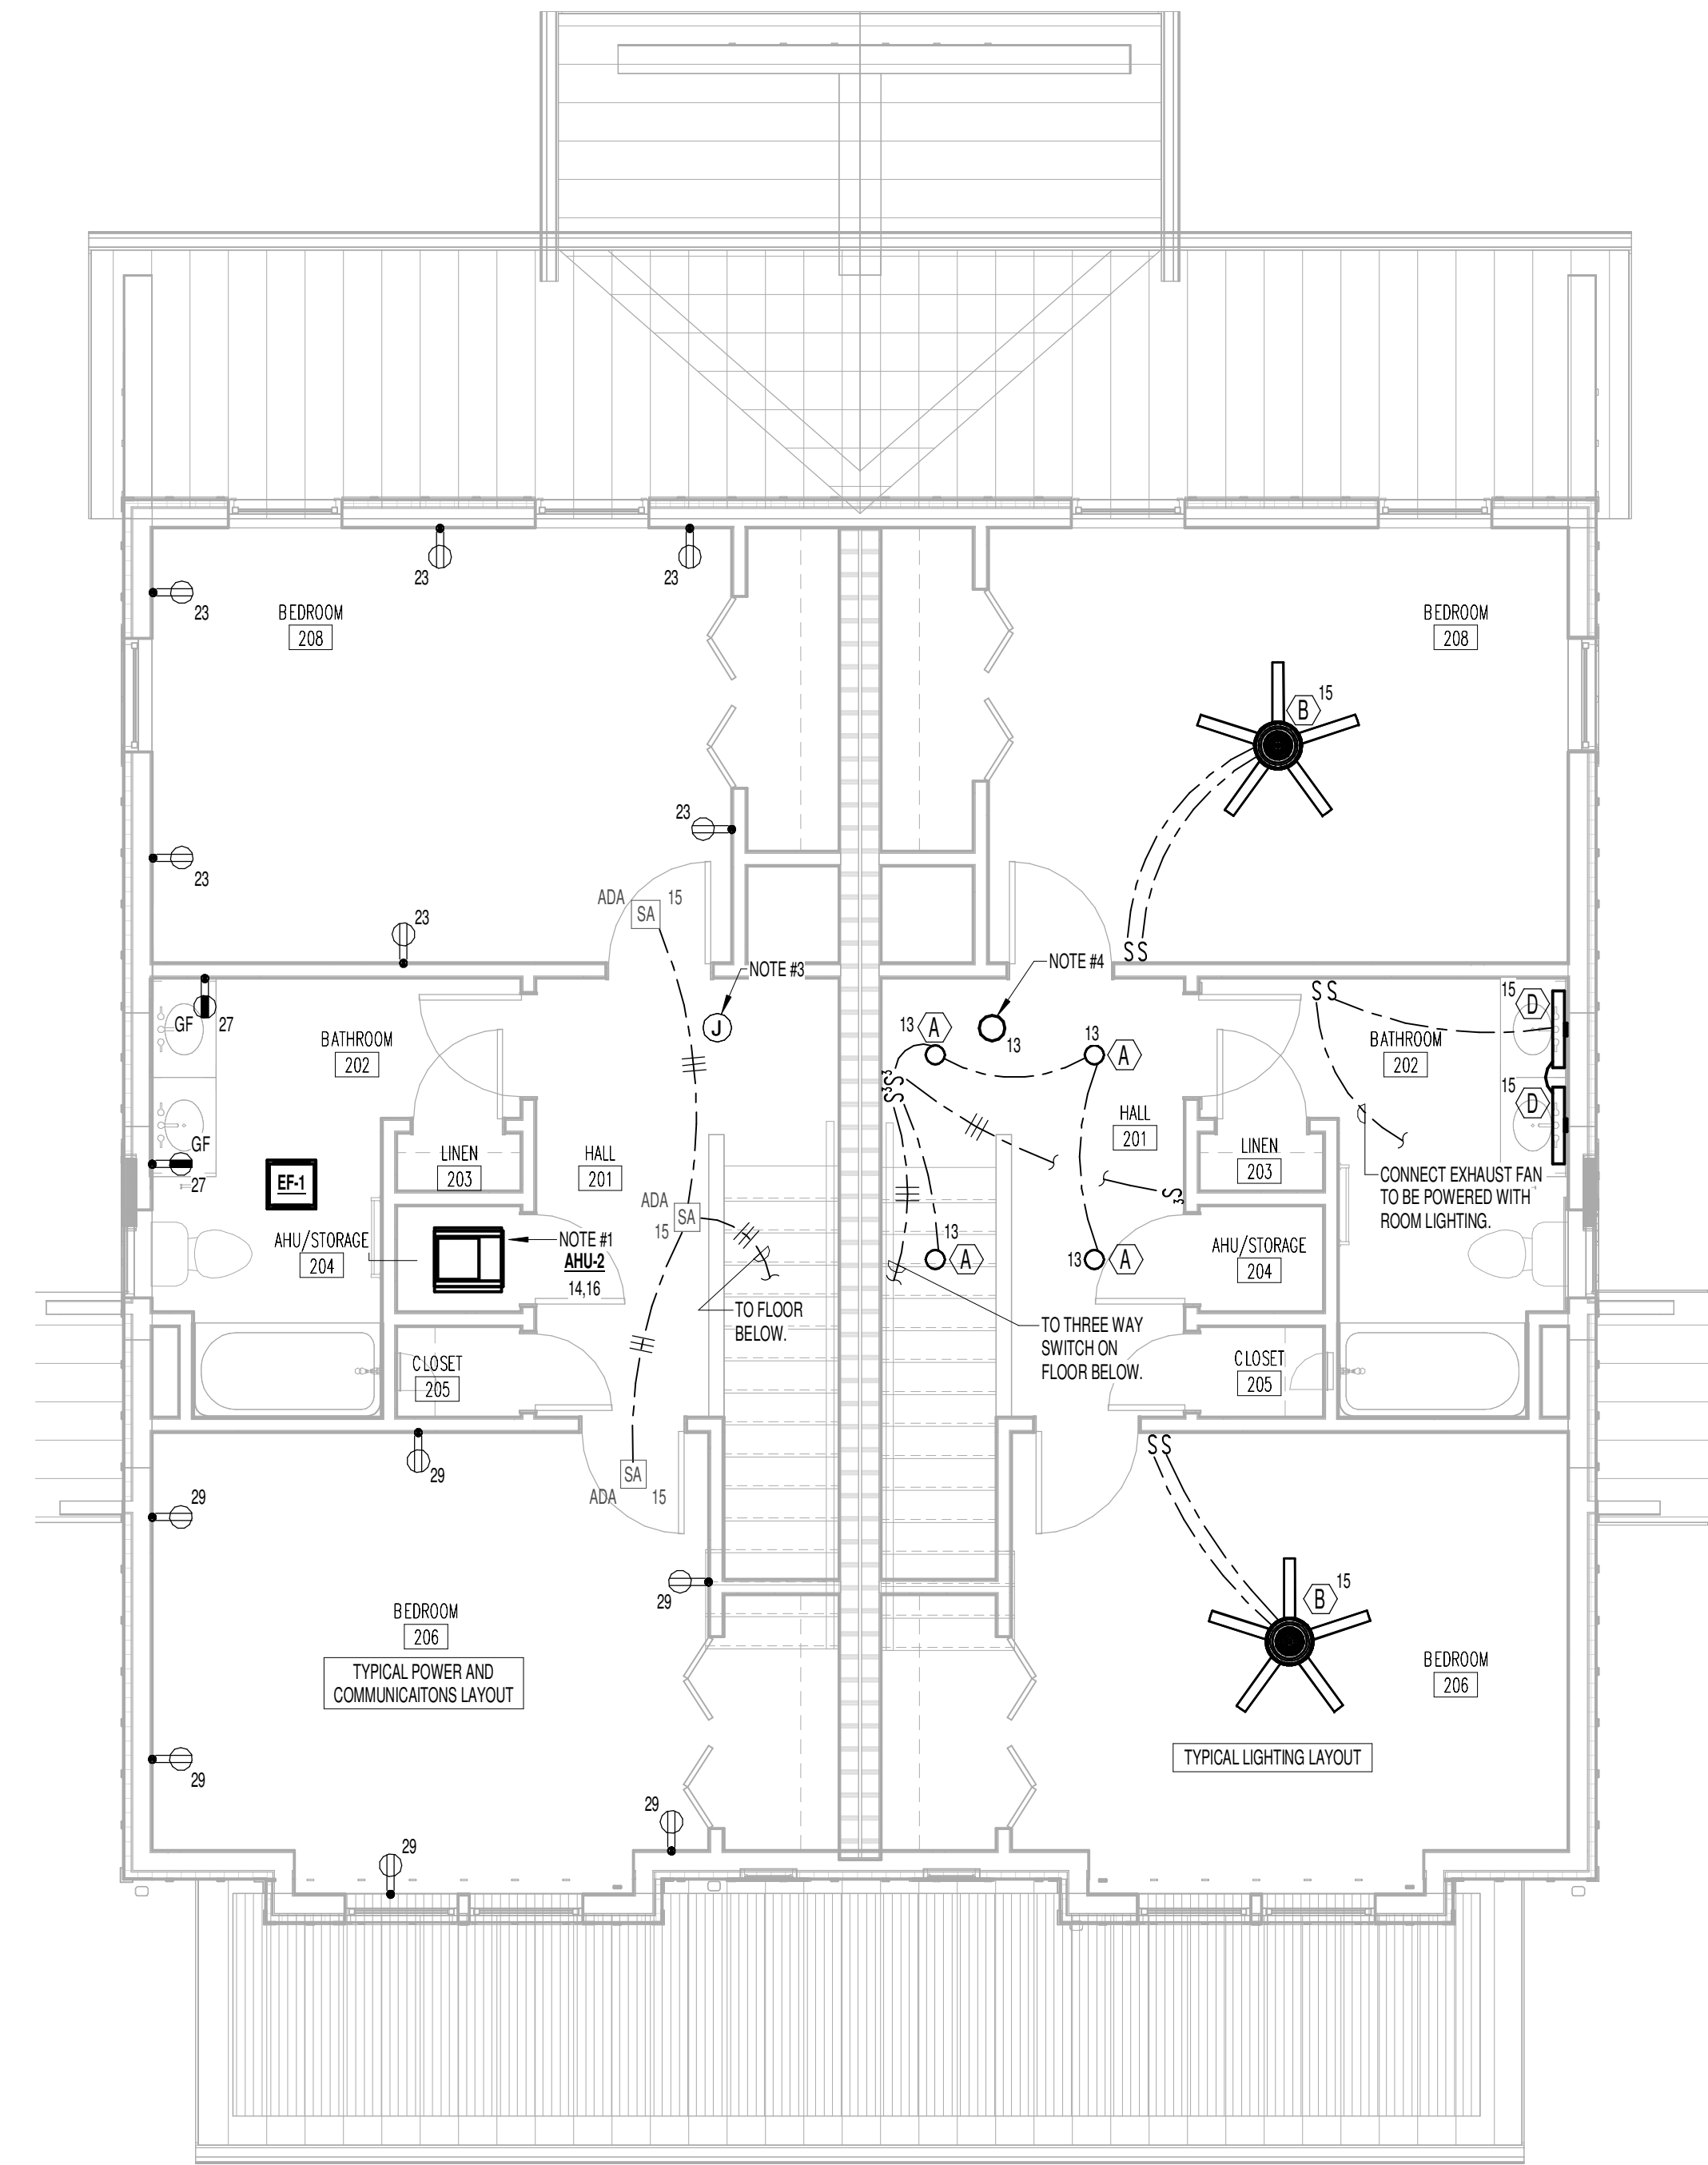 23
23
23
BEDROOM
208
BEDROOM
208
B
15
23
23
23
ADA
SA
15
SS
NOTE #3
NOTE #4
J
GF
27
BATHROOM
202
13
A
13
13
A
SS
15
D
BATHROOM
202
15
D
S3
S3
HALL
201
GF
27
EF-1
LINEN
203
HALL
201
LINEN
203
CONNECT EXHAUST FAN
TO BE POWERED WITH
ROOM LIGHTING.
ADA
SA
15
S3
AHU/STORAGE
204
NOTE #1
AHU-2
14,16
13
A
13
A
AHU/STORAGE
204
TO FLOOR
BELOW.
TO THREE WAY
SWITCH ON
FLOOR BELOW.
CLOSET
205
CLOSET
205
29
29
SA
ADA
15
SS
29
BEDROOM
206
TYPICAL POWER AND
COMMUNICAITONS LAYOUT
B
15
BEDROOM
206
TYPICAL LIGHTING LAYOUT
29
29
29